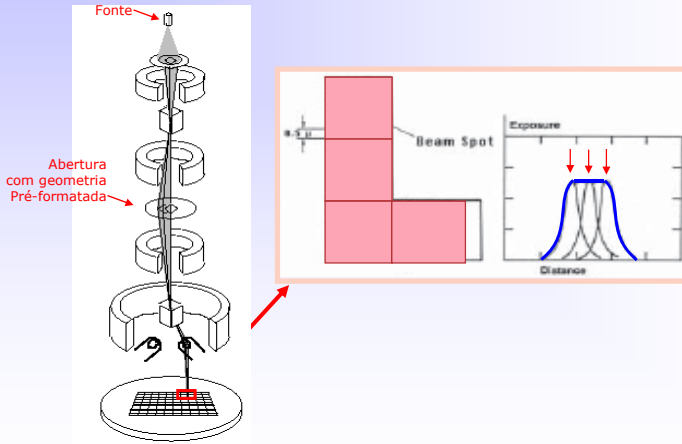 Fonte
Abertura
com geometria
Pré-formatada
Beam Spot
Exposure
Distance